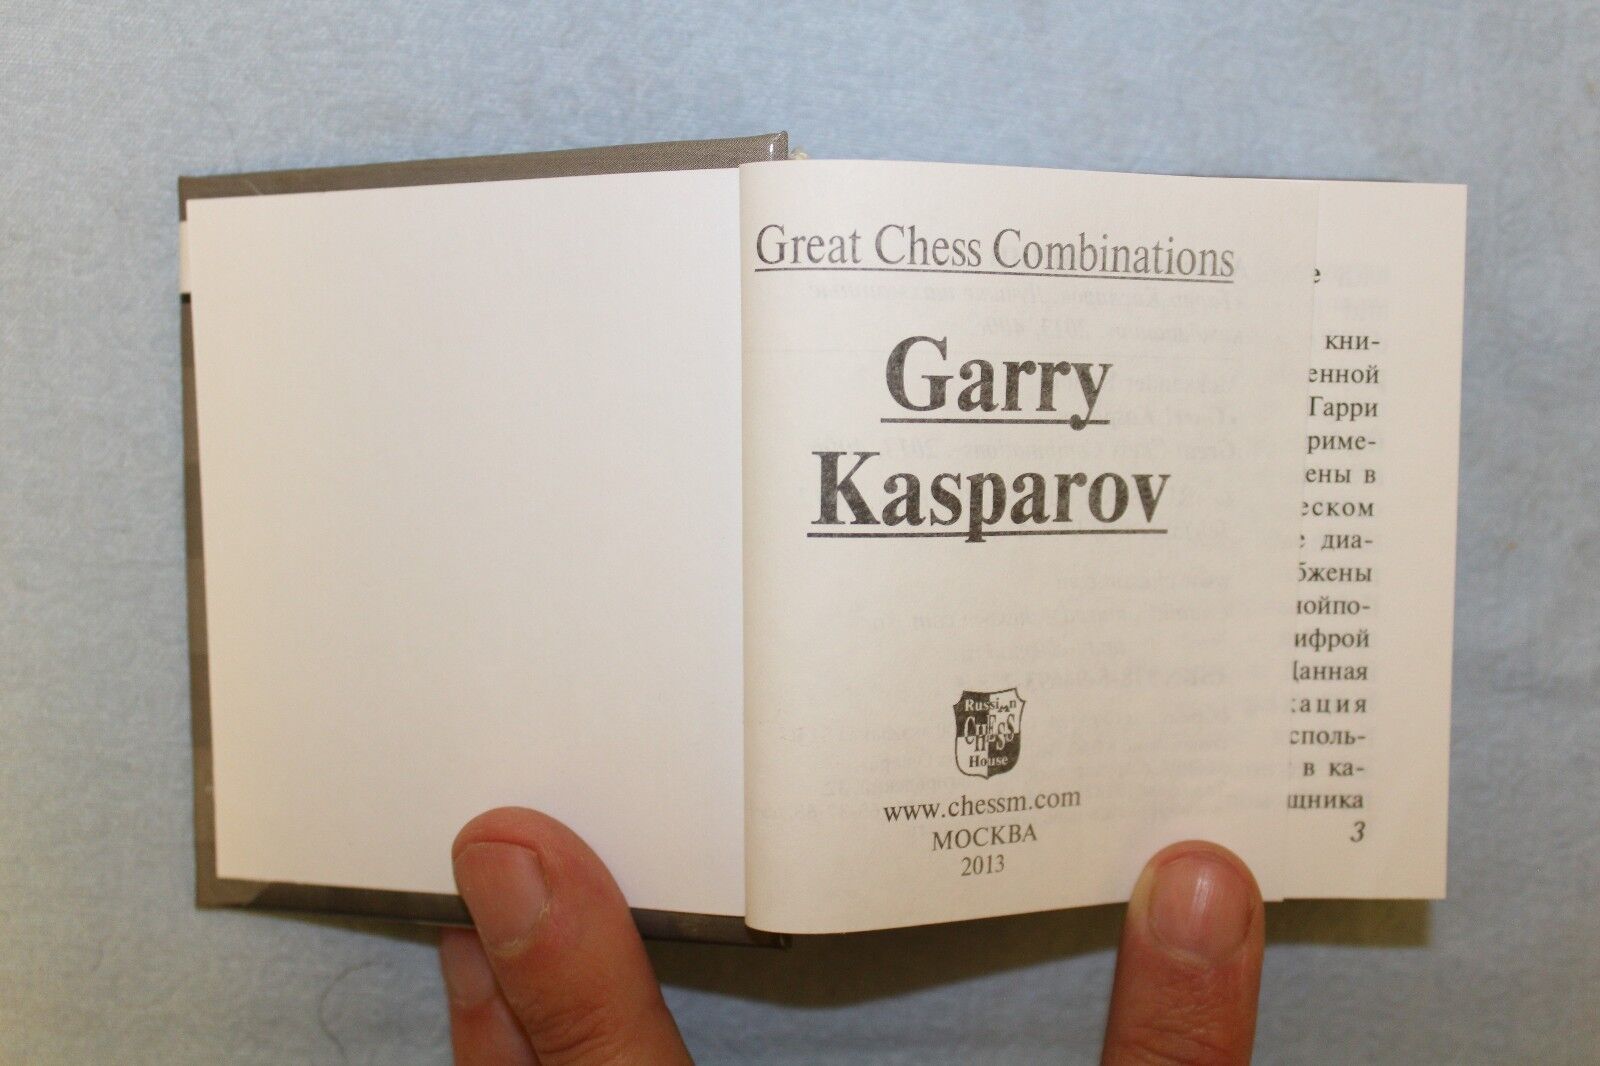 Great Chess Combinations
Garry
Kasparov
Russian
CHESS
House
www.chessm.com
МОСКВА
2013
е
кни-
енной
Гарри
риме-
ены в
еском
е диа-
бжены
нойпо-
ифрой
Данная
кация
споль-
в ка-
щника
3